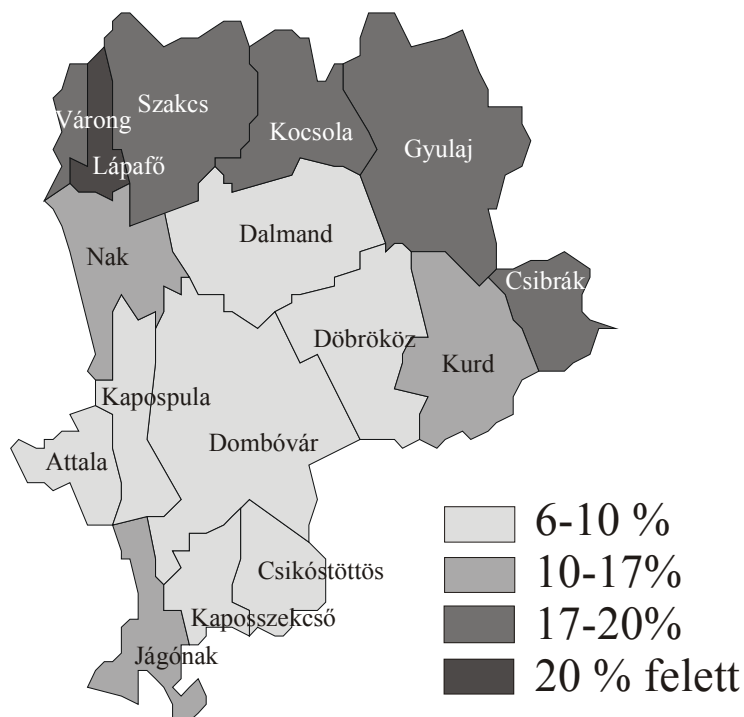 Szakcs
Várong
Kocsola
Gyulaj
Lápafő
Dalmand
Nak
Csibrák
Döbrököz
Kurd
Kapospula
Dombóvár
Attala
Csikóstöttös
Kaposszekcső
Jágónak
6-10 %
10-17%
17-20%
20 % felett